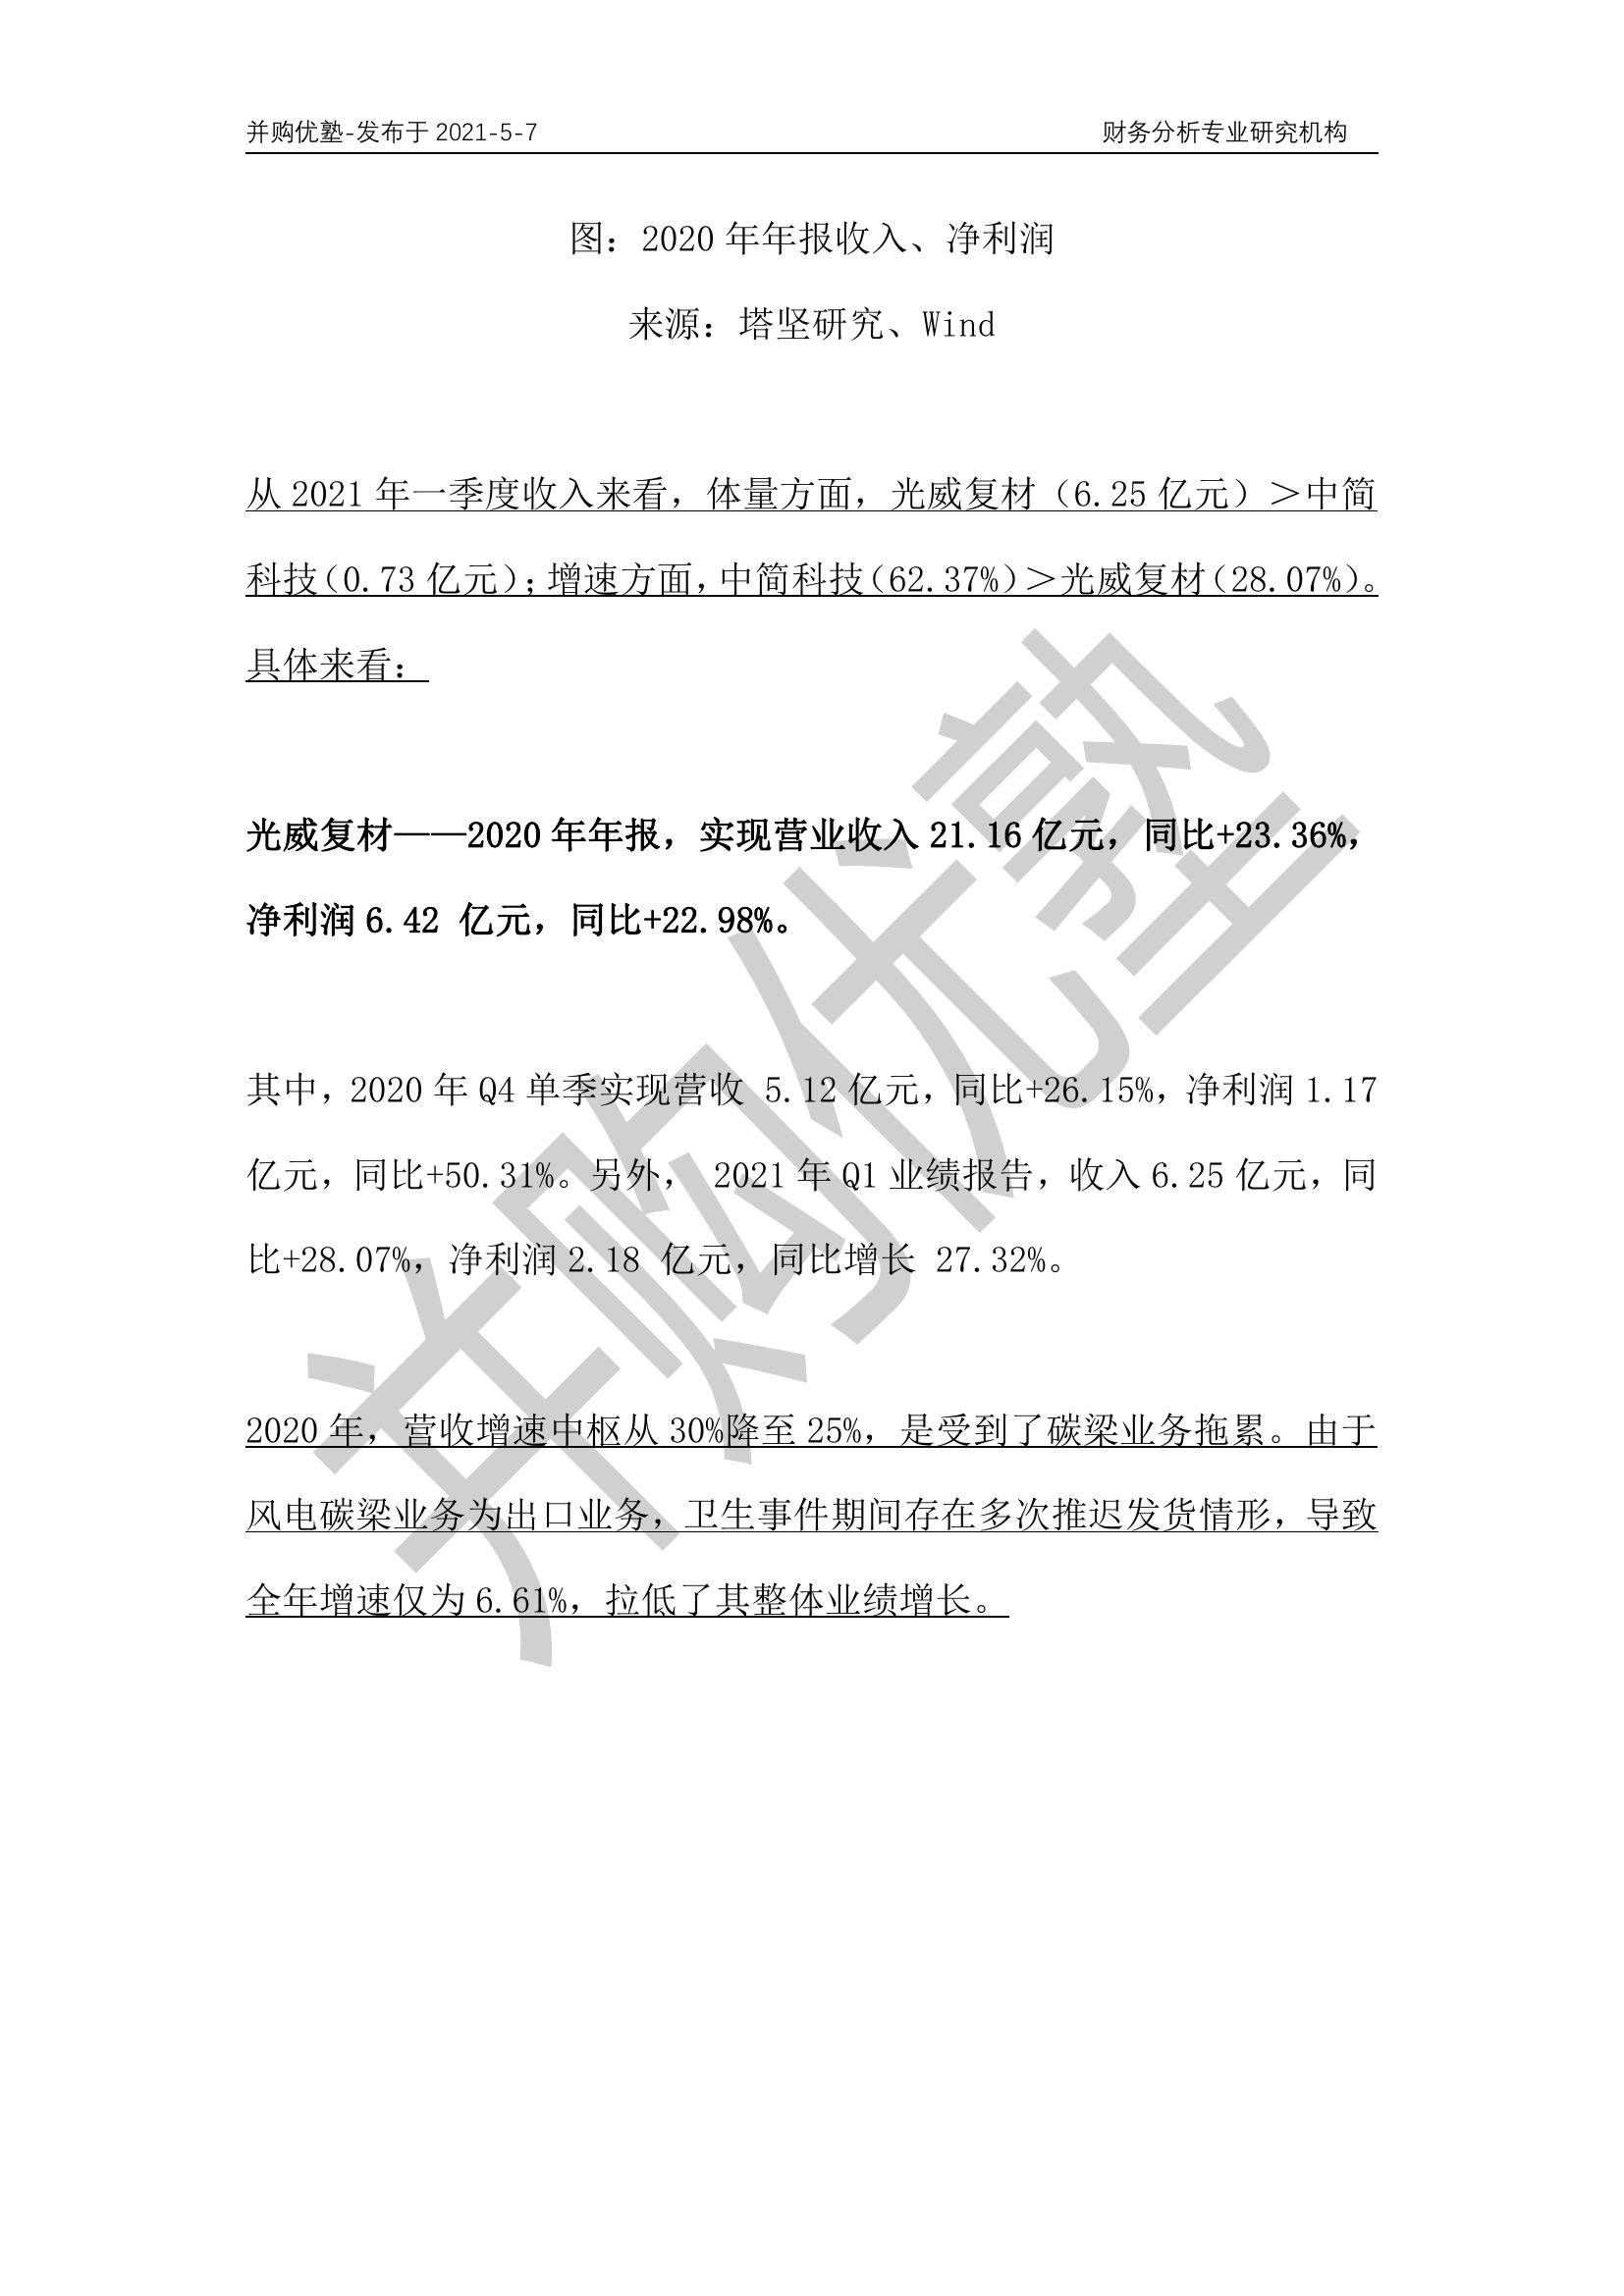 并购优塾-发布于 2021-5-7 财务分析专业研究机构
图：2020 年年报收入、净利润
来源：塔坚研究、Wind
从 2021 年一季度收入来看，体量方面，光威复材（6.25 亿元）＞中简
科技（0.73 亿元）；增速方面，中简科技（62.37%）＞光威复材（28.07%）。
具体来看：
光威复材——2020 年年报，实现营业收入 21.16 亿元，同比+23.36%，
净利润 6.42 亿元，同比+22.98%。
其中，2020 年 Q4 单季实现营收 5.12 亿元，同比+26.15%，净利润 1.17
亿元，同比+50.31%。另外， 2021 年 Q1 业绩报告，收入 6.25 亿元，同
比+28.07%，净利润 2.18 亿元，同比增长 27.32%。
2020 年，营收增速中枢从 30%降至 25%，是受到了碳梁业务拖累。由于
风电碳梁业务为出口业务，卫生事件期间存在多次推迟发货情形，导致
全年增速仅为 6.61%，拉低了其整体业绩增长。
并购优塾